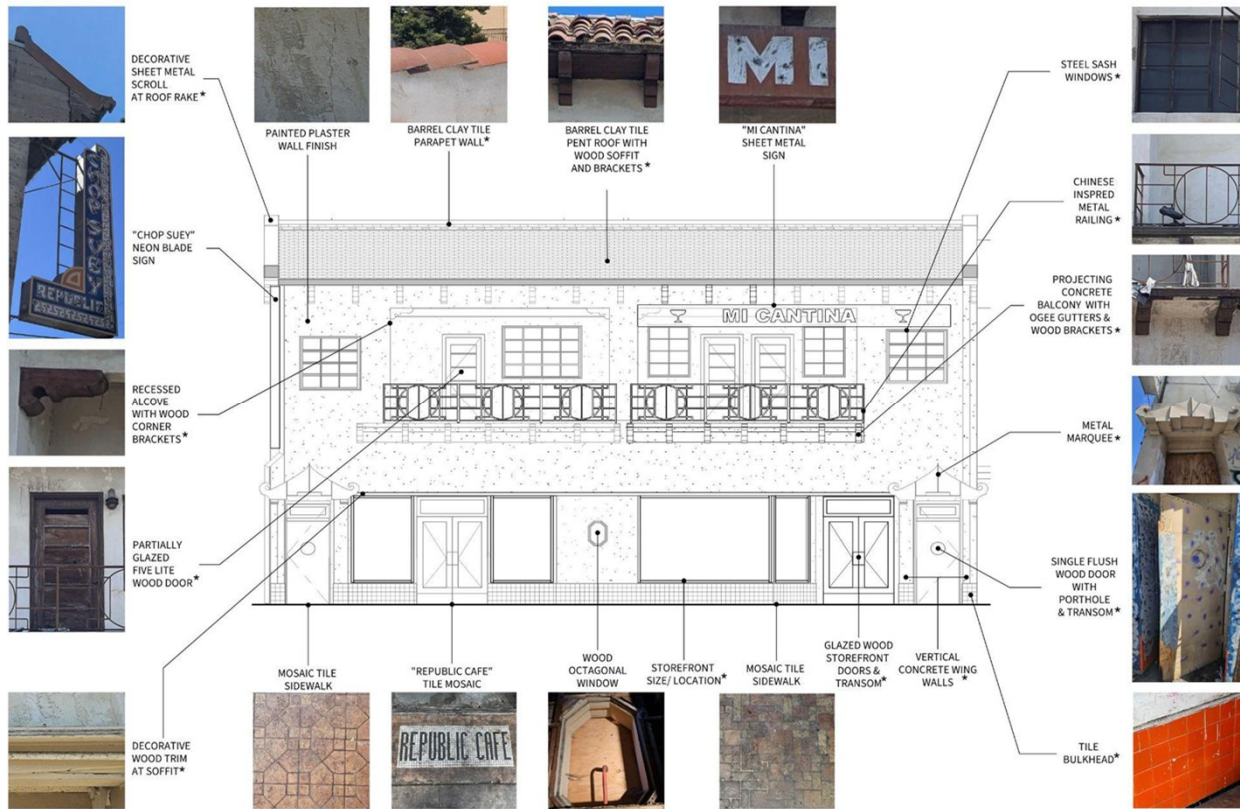 DECORATIVE
SHEET METAL
SCROLL
AT ROOF RAKE*
PAINTED PLASTER
WALL FINISH
BARREL CLAY TILE
PARAPET WALL*
BARREL CLAY TILE
PENT ROOF WITH
WOOD SOFFIT
AND BRACKETS*
MI
"MI CANTINA"
SHEET METAL
SIGN
STEEL SASH
WINDOWS*
CHOP SUEY
REPUBLIC
"CHOP SUEY"
NEON BLADE
SIGN
CHINESE
INSPRED
METAL
RAILING*
PROJECTING
CONCRETE
BALCONY WITH
OGEE GUTTERS &
WOOD BRACKETS*
MI CANTINA
RECESSED
ALCOVE
WITH WOOD
CORNER
BRACKETS*
METAL
MARQUEE*
PARTIALLY
GLAZED
FIVE LITE
WOOD DOOR*
SINGLE FLUSH
WOOD DOOR
WITH
PORTHOLE
& TRANSOM*
MOSAIC TILE
SIDEWALK
"REPUBLIC CAFE"
TILE MOSAIC
WOOD
OCTAGONAL
WINDOW
STOREFRONT
SIZE/ LOCATION*
MOSAIC TILE
SIDEWALK
GLAZED WOOD
STOREFRONT
DOORS &
TRANSOM*
VERTICAL
CONCRETE WING
WALLS*
DECORATIVE
WOOD TRIM
AT SOFFIT*
REPUBLIC CAFE
TILE
BULKHEAD*